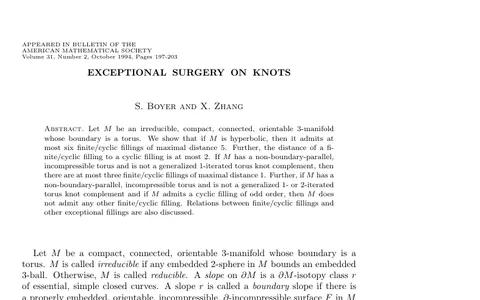 APPEARED IN BULLETIN OF THE
AMERICAN MATHEMATICAL SOCIETY
Volume 31, Number 2, October 1994, Pages 197-203
EXCEPTIONAL SURGERY ON KNOTS
S. Boyer and X. Zhang
Abstract. Let M be an irreducible, compact, connected, orientable 3-manifold
whose boundary is a torus. We show that if M is hyperbolic, then it admits at
most six finite/cyclic fillings of maximal distance 5. Further, the distance of a fi-
nite/cyclic filling to a cyclic filling is at most 2. If M has a non-boundary-parallel,
incompressible torus and is not a generalized 1-iterated torus knot complement, then
there are at most three finite/cyclic fillings of maximal distance 1. Further, if M has a
non-boundary-parallel, incompressible torus and is not a generalized 1- or 2-iterated
torus knot complement and if M admits a cyclic filling of odd order, then M does
not admit any other finite/cyclic filling. Relations between finite/cyclic fillings and
other exceptional fillings are also discussed.
Let M be a compact, connected, orientable 3-manifold whose boundary is a
torus. M is called irreducible if any embedded 2-sphere in M bounds an embedded
3-ball. Otherwise, M is called reducible. A slope on ∂M is a ∂M-isotopy class r
of essential, simple closed curves. A slope r is called a boundary slope if there is
a properly embedded, orientable, incompressible, ∂-incompressible surface F in M